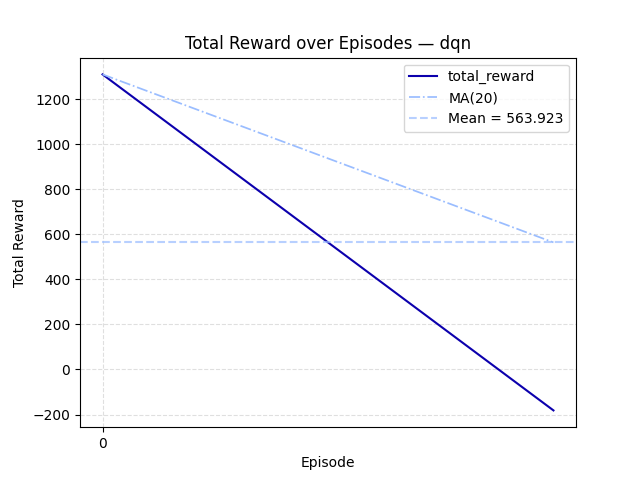 Total Reward over Episodes — dqn
total_reward
MA(20)
Mean = 563.923
Total Reward
1200
1000
800
600
400
200
0
−200
0
Episode